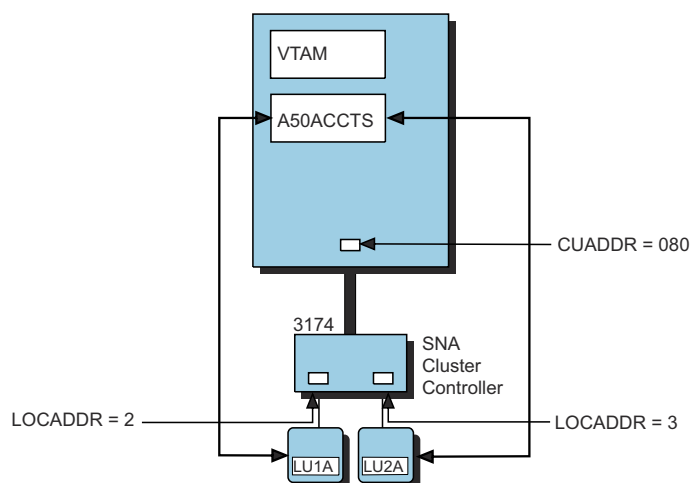 VTAM
A50ACCTS
CUADDR = 080
3174
SNA
Cluster
Controller
LOCADDR = 2
LOCADDR = 3
LU1A
LU2A